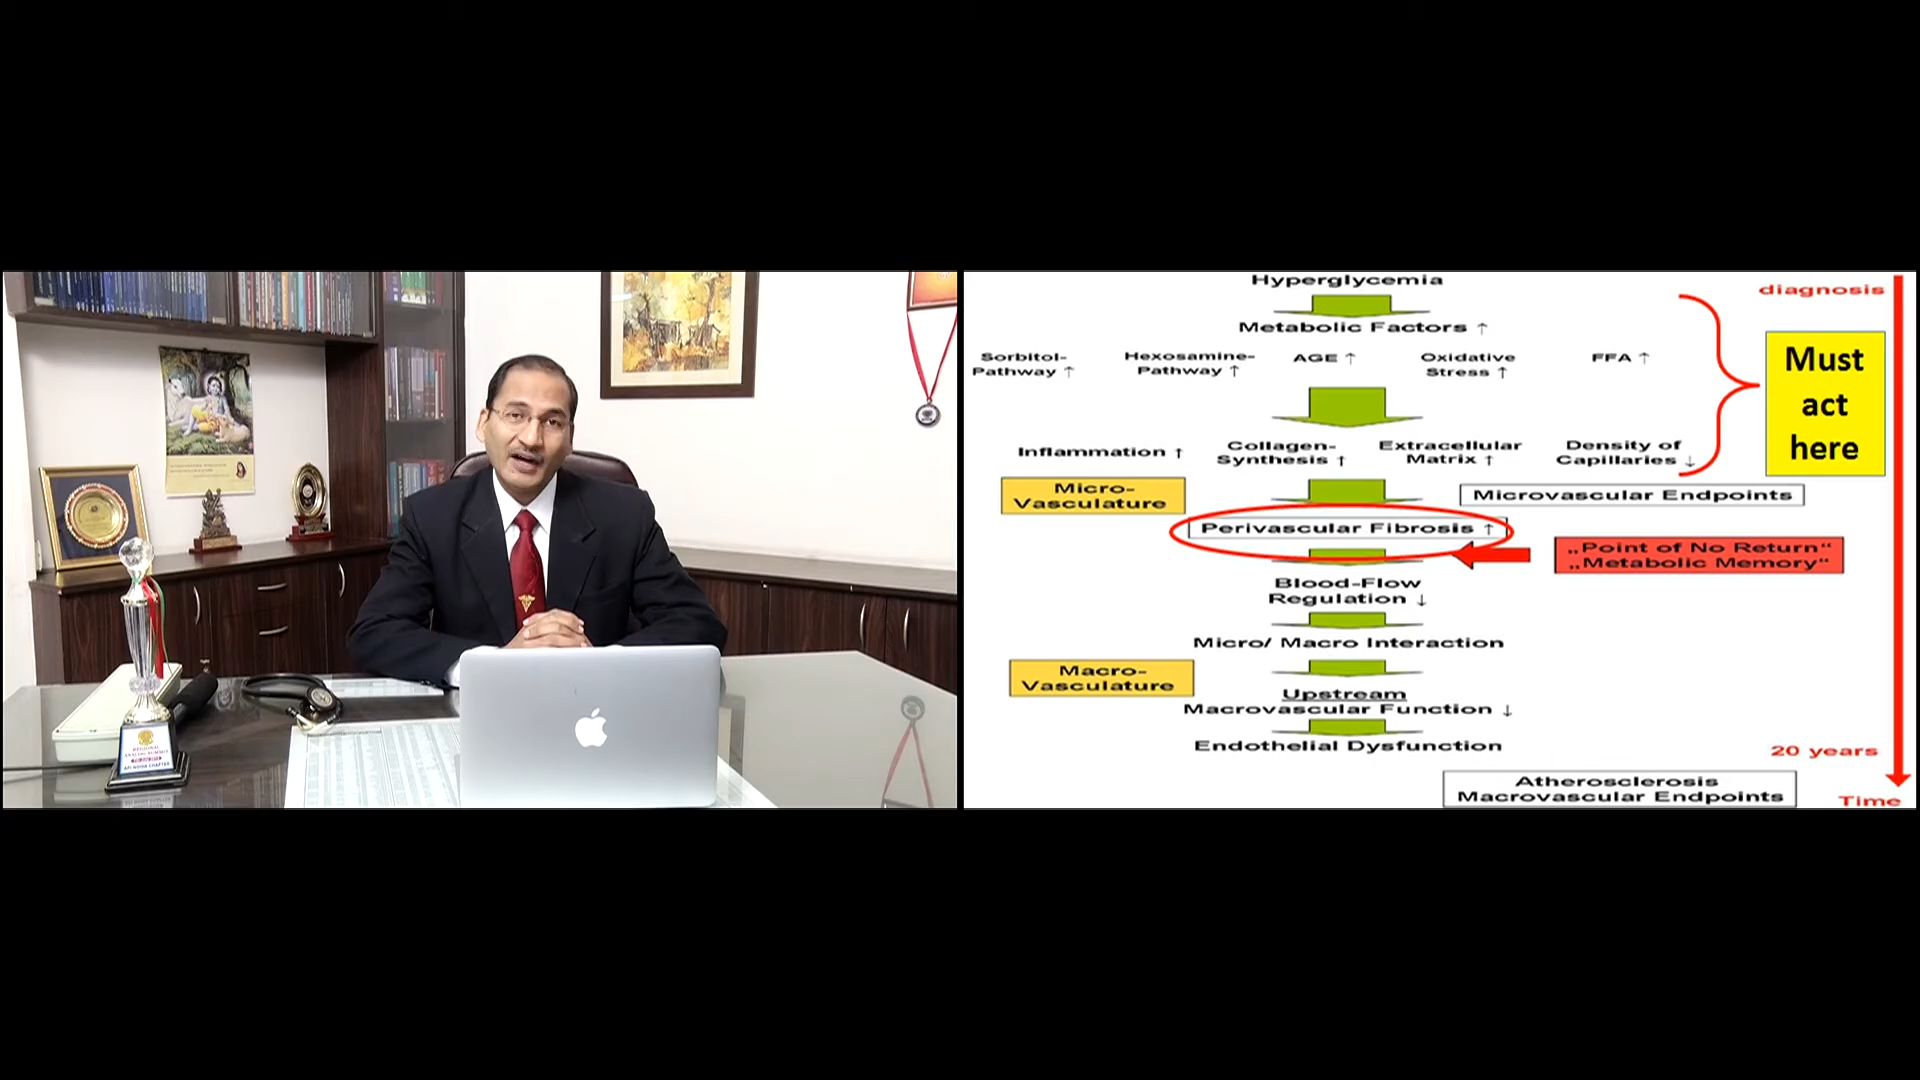 Hyperglycemia
diagnosis
Metabolic Factors ↑
Sorbitol-
Pathway ↑
Hexosamine-
Pathway ↑
AGE ↑
Oxidative
Stress ↑
FFA ↑
Must
act
here
Inflammation ↑
Collagen-
Synthesis ↑
Extracellular
Matrix ↑
Density of
Capillaries ↓
Micro-
Vasculature
Microvascular Endpoints
Perivascular Fibrosis ↑
„Point of No Return“
„Metabolic Memory“
Blood-Flow
Regulation ↓
Micro/ Macro Interaction
Macro-
Vasculature
Upstream
Macrovascular Function ↓
Endothelial Dysfunction
20 years
Atherosclerosis
Macrovascular Endpoints
Time